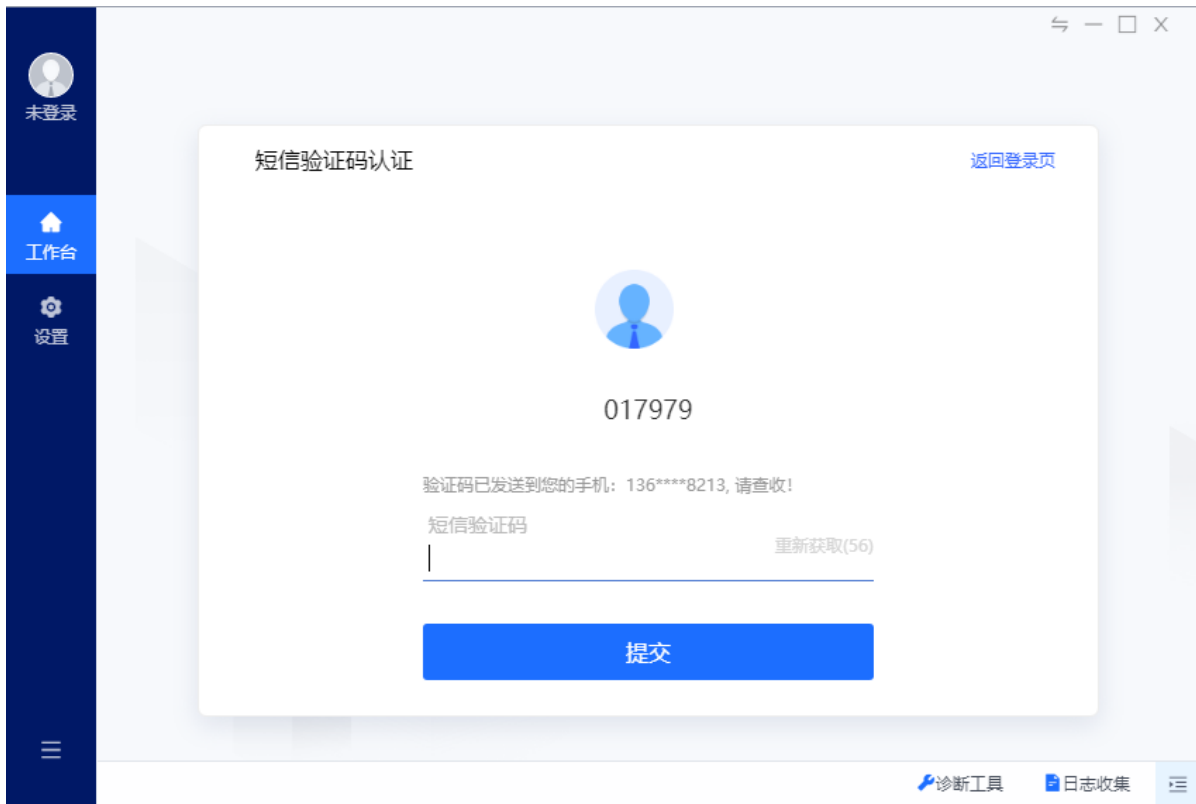 未登录
工作台
设置
短信验证码认证
返回登录页
017979
验证码已发送到您的手机：136****8213, 请查收!
短信验证码
重新获取(56)
提交
诊断工具
日志收集